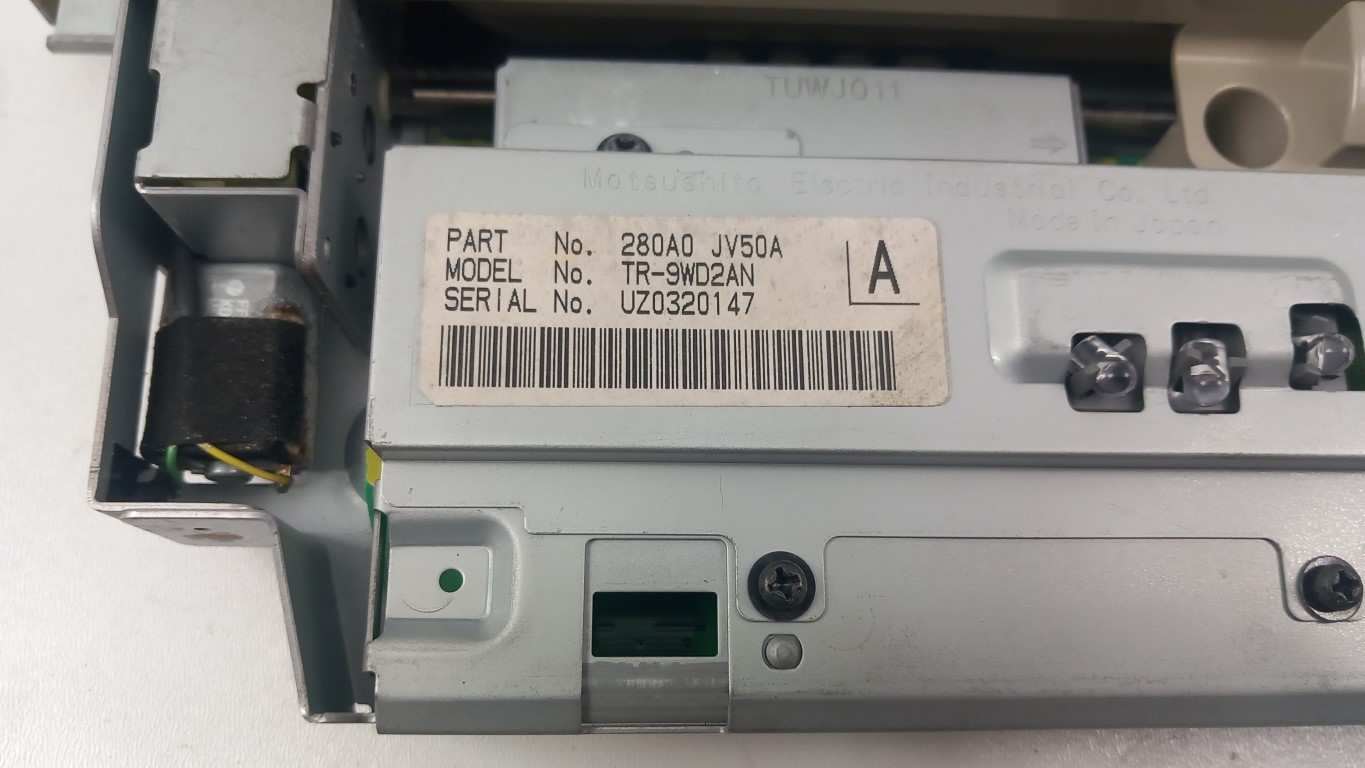 TUWJ011
Matsushita Electric Industrial Co. Ltd
Made in Japan
PART No. 280A0 JV50A
MODEL No. TR-9WD2AN
SERIAL No. UZ0320147
A